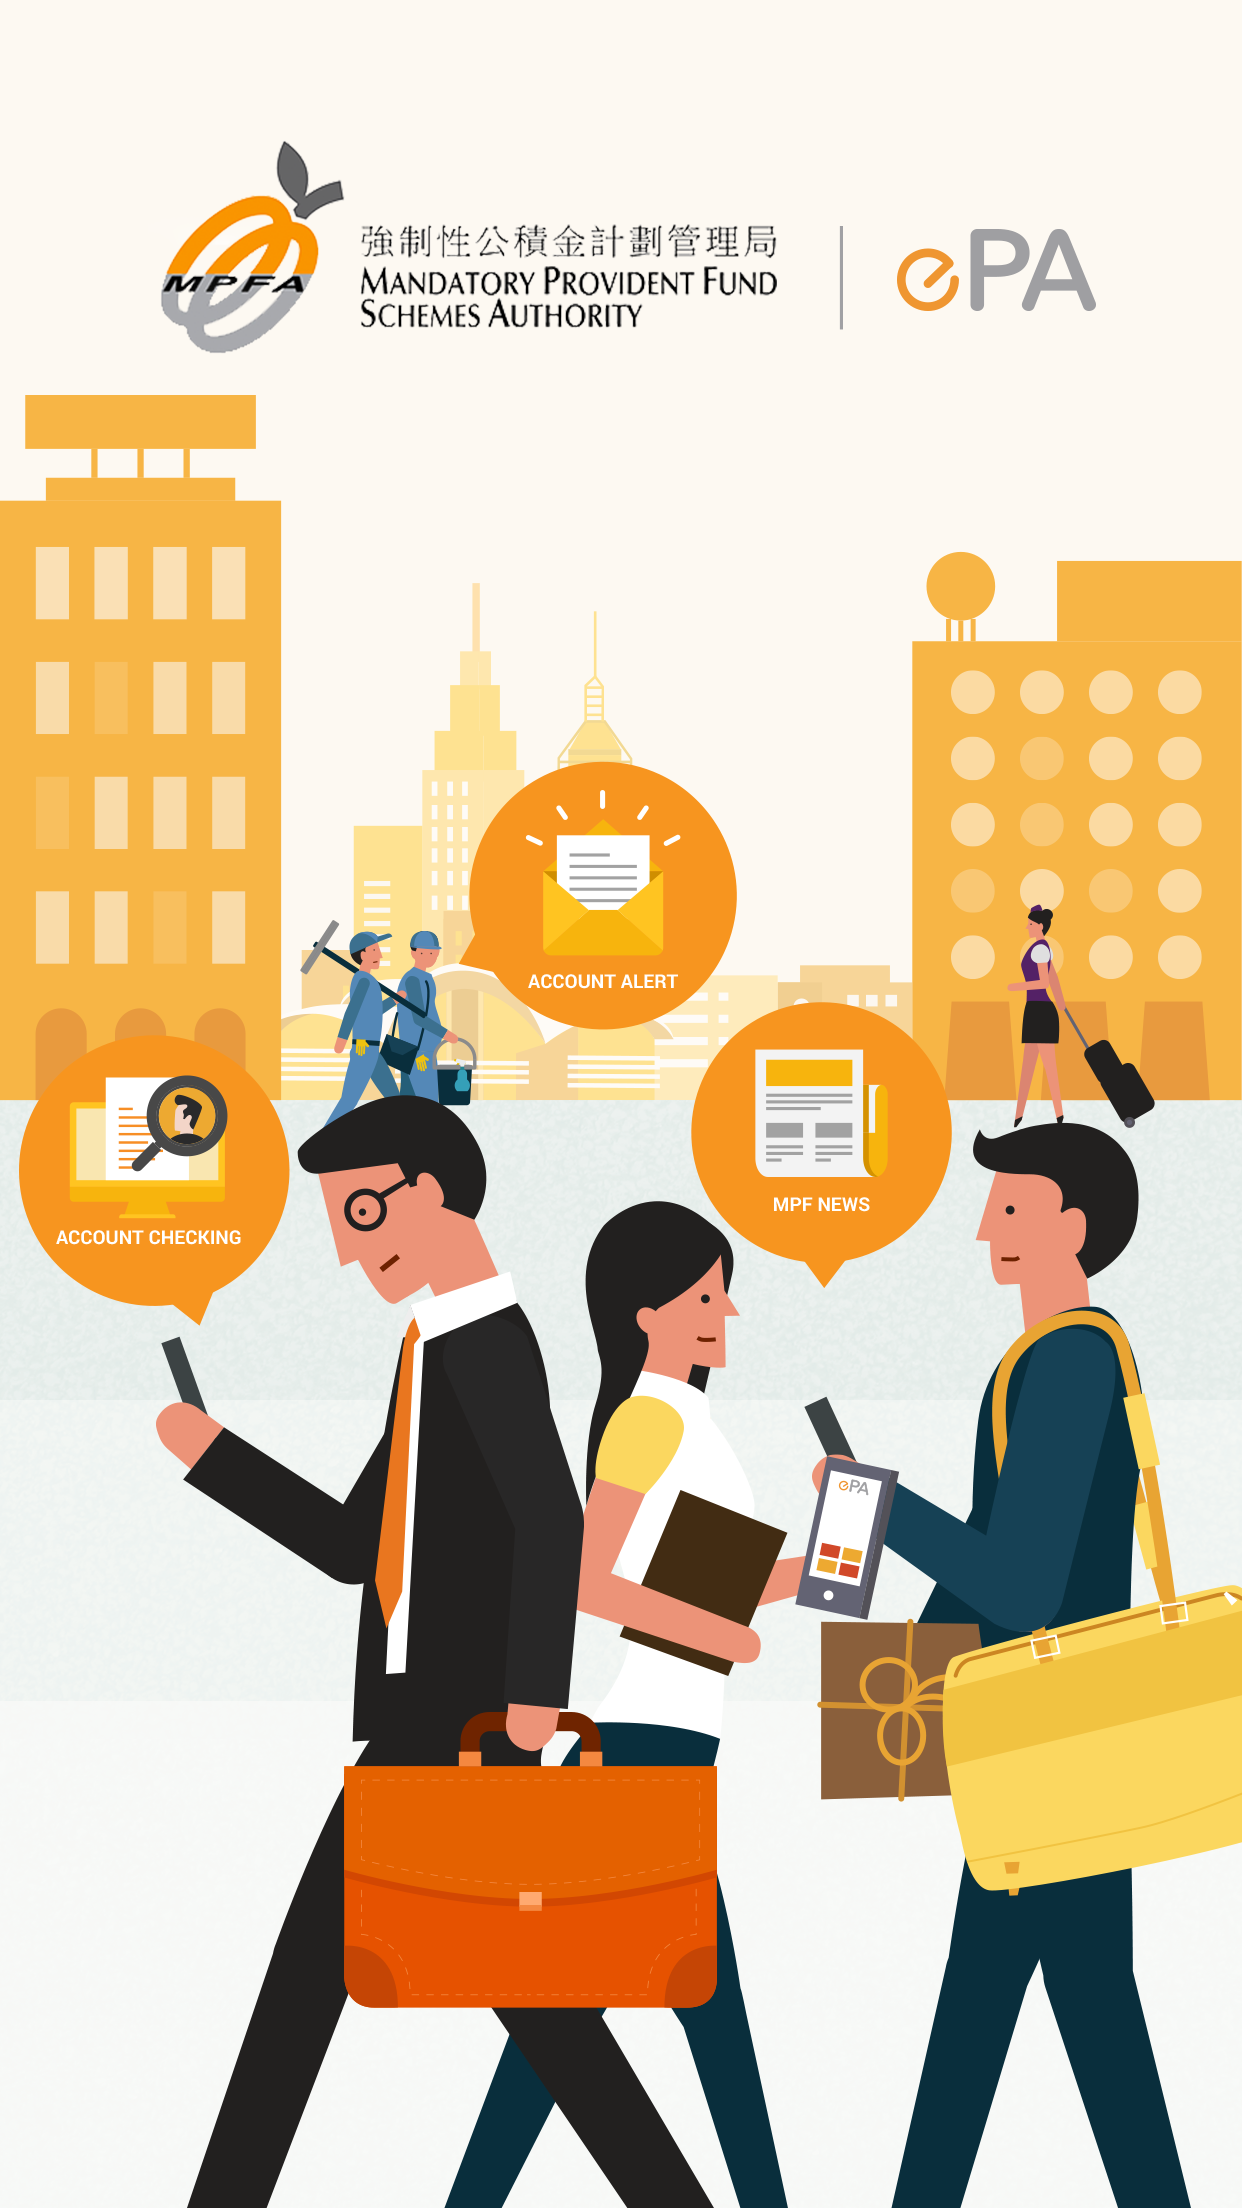 MPFA
強制性公積金計劃管理局
MANDATORY PROVIDENT FUND
SCHEMES AUTHORITY
ePA
ACCOUNT ALERT
MPF NEWS
ACCOUNT CHECKING
ePA